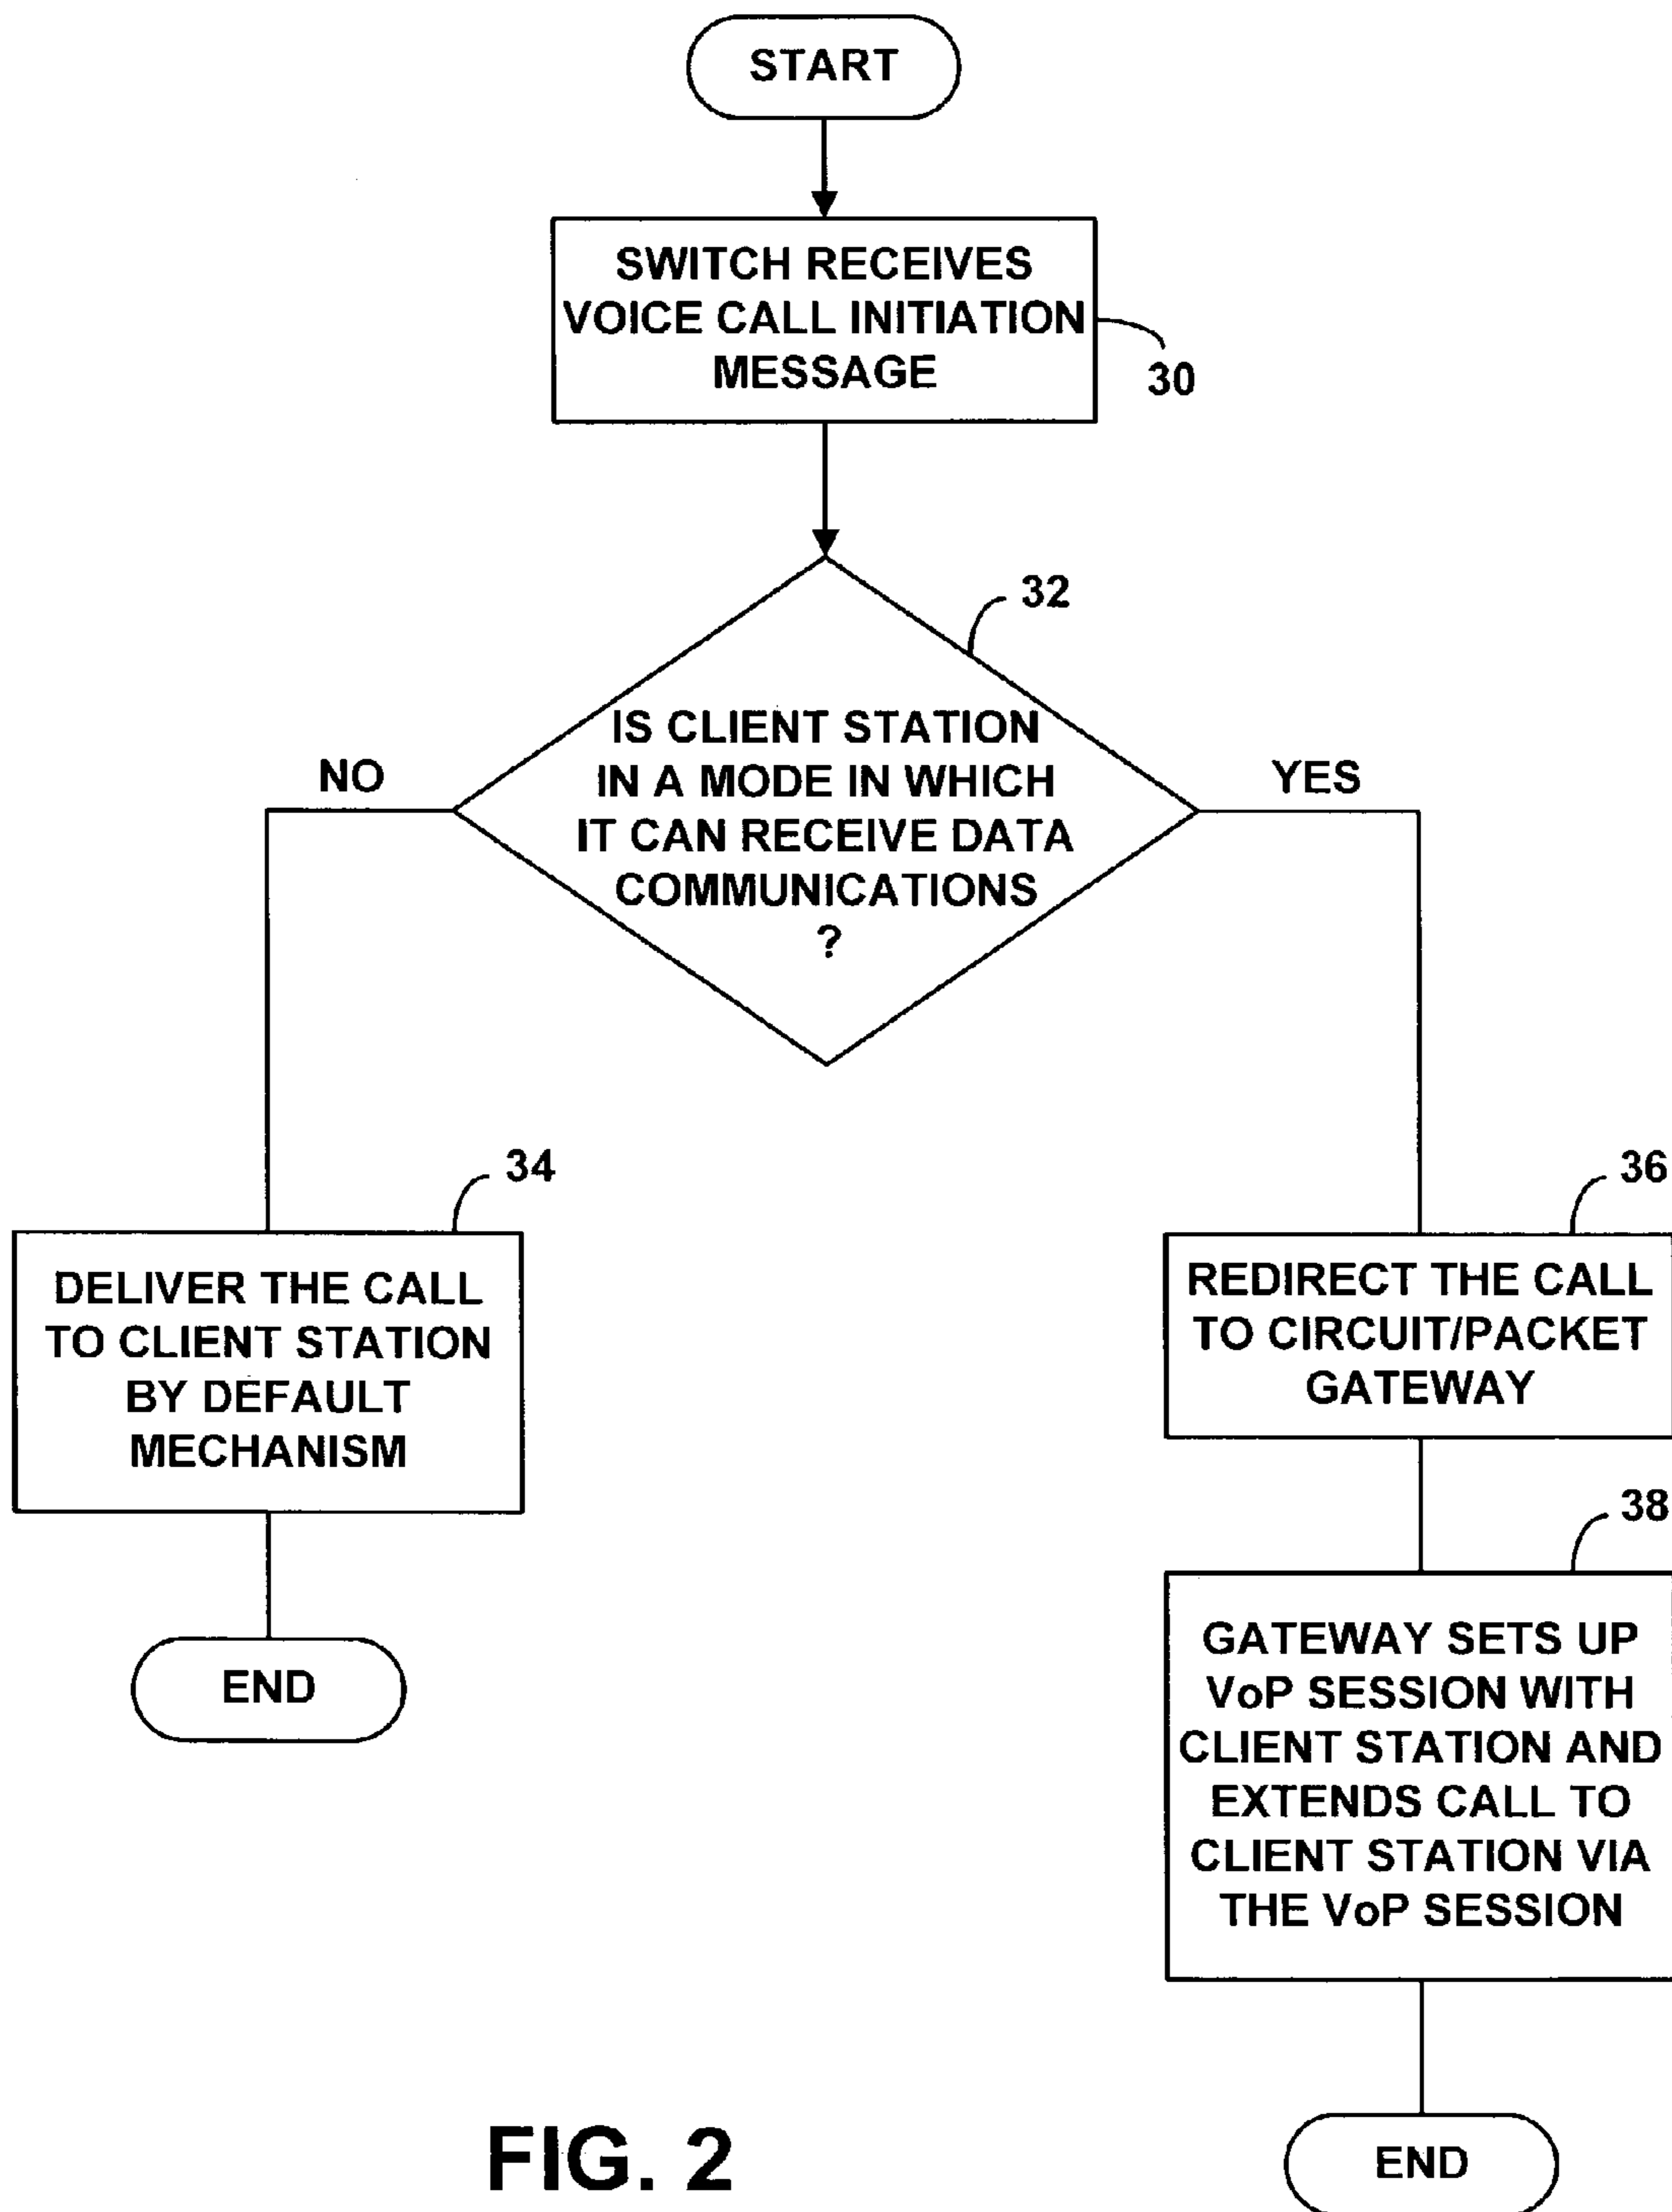 START
SWITCH RECEIVES
VOICE CALL INITIATION
MESSAGE
30
32
IS CLIENT STATION
IN A MODE IN WHICH
IT CAN RECEIVE DATA
COMMUNICATIONS
?
NO
YES
34
DELIVER THE CALL
TO CLIENT STATION
BY DEFAULT
MECHANISM
END
36
REDIRECT THE CALL
TO CIRCUIT/PACKET
GATEWAY
38
GATEWAY SETS UP
VoP SESSION WITH
CLIENT STATION AND
EXTENDS CALL TO
CLIENT STATION VIA
THE VoP SESSION
END
FIG. 2